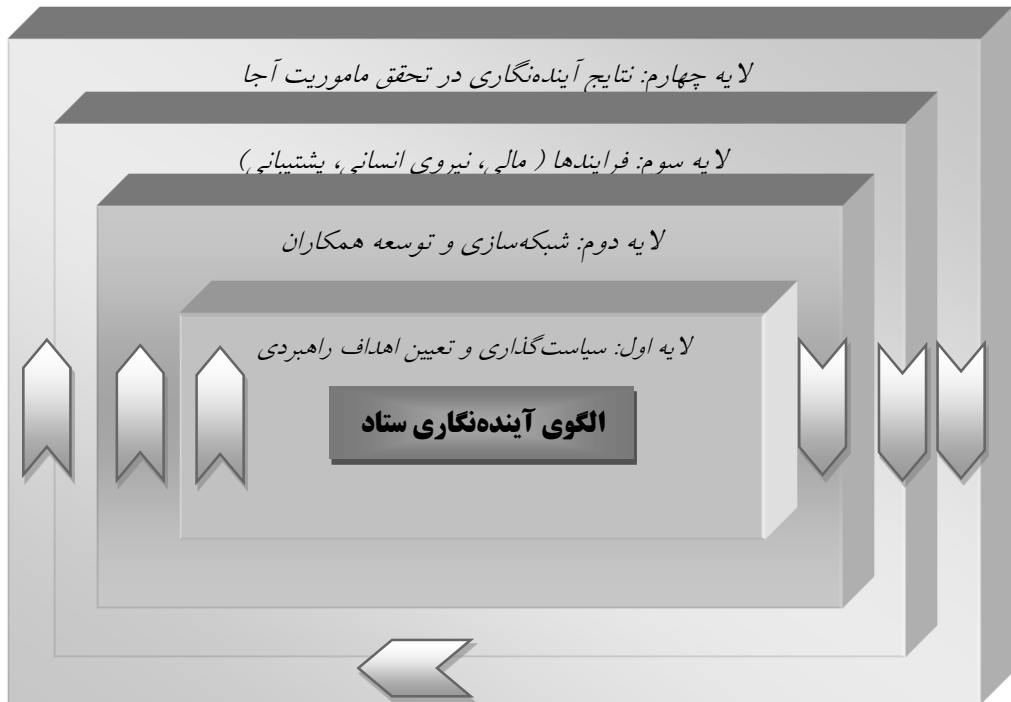 لایه چهارم: نتایج آینده‌نگاری در تحقق ماموریت آجا
لایه سوم: فرایندها ( مالی، نیروی انسانی، پشتیبانی)
لایه دوم: شبکه‌سازی و توسعه همکاران
لایه اول: سیاست‌گذاری و تعیین اهداف راهبردی
الگوی آینده‌نگاری ستاد